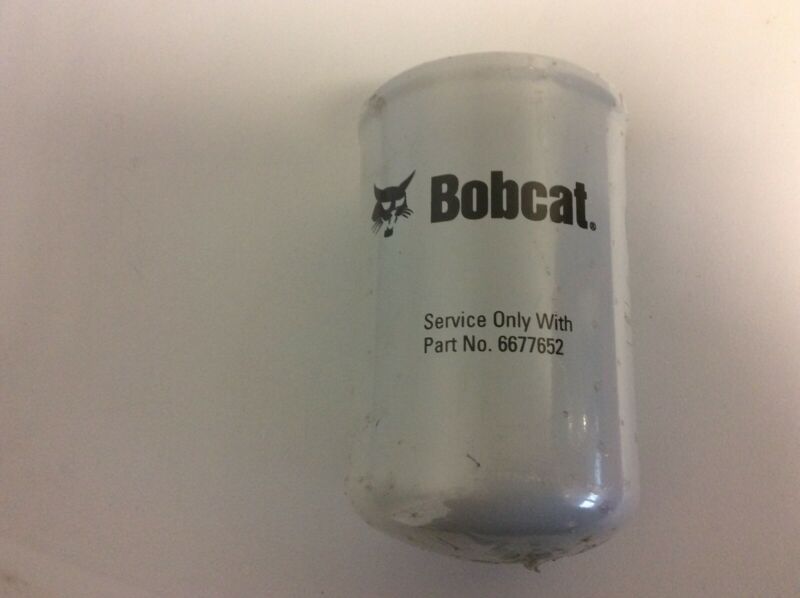 Bobcat®
Service Only With
Part No. 6677652